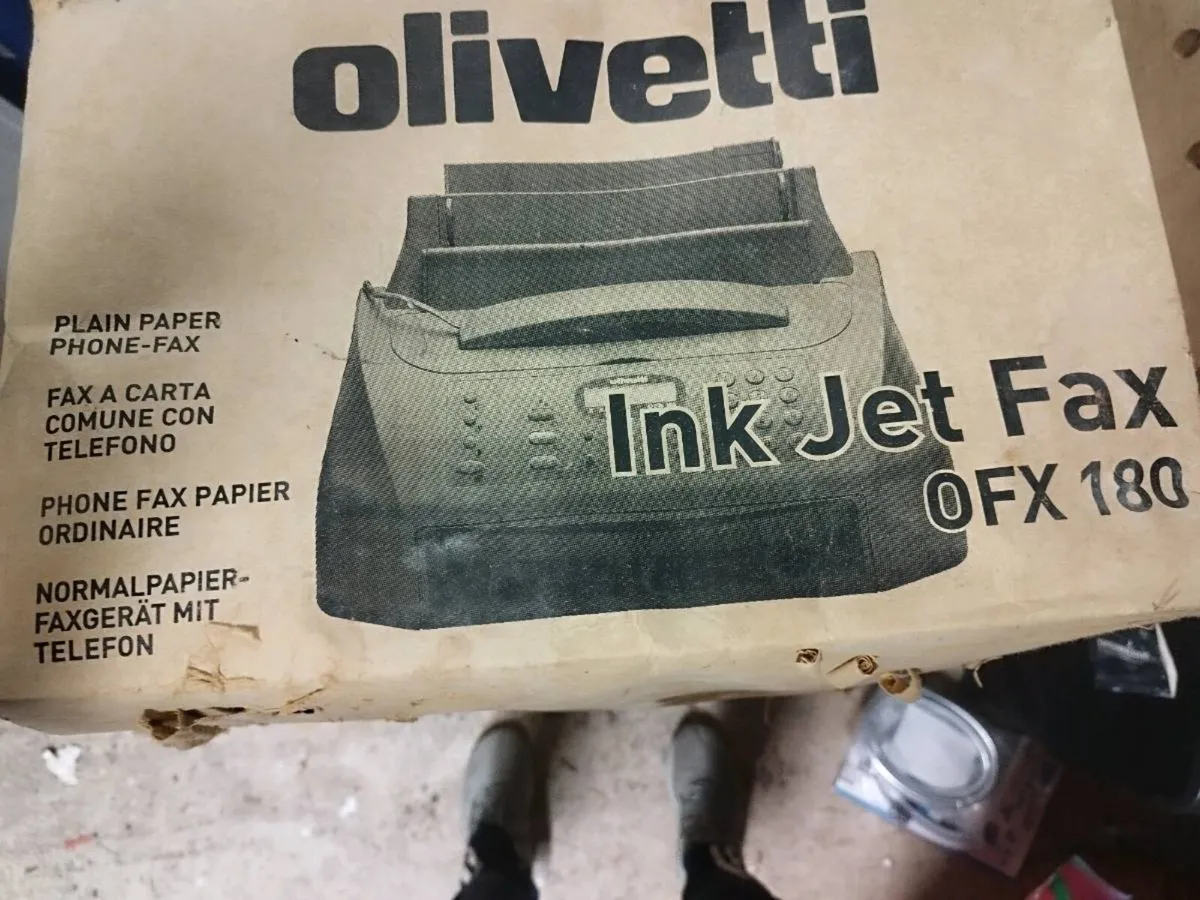 olivetti
PLAIN PAPER
PHONE-FAX
FAX A CARTA
COMUNE CON
TELEFONO
PHONE FAX PAPIER
ORDINAIRE
NORMALPAPIER-
FAXGERÄT MIT
TELEFON
Ink Jet Fax
OFX 180